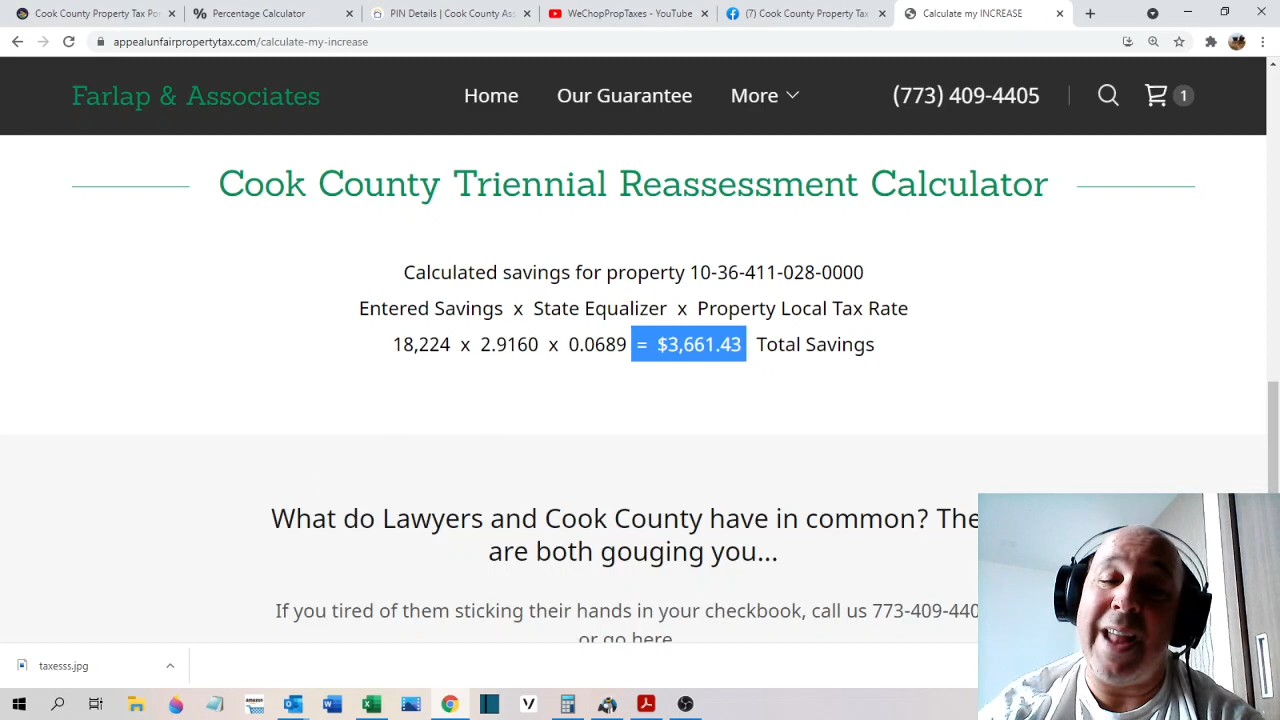 Cook County Property Tax Por
Percentage Calculator
PIN Details | Cook County Ass
WeChopPropTaxes - YouTube
(7) Cook County Property Tax
Calculate my INCREASE
appealunfairpropertytax.com/calculate-my-increase
Farlap & Associates
Home
Our Guarantee
More
(773) 409-4405
1
Cook County Triennial Reassessment Calculator
Calculated savings for property 10-36-411-028-0000
Entered Savings x State Equalizer x Property Local Tax Rate
18,224 x 2.9160 x 0.0689 = $3,661.43 Total Savings
What do Lawyers and Cook County have in common? The
are both gouging you...
If you tired of them sticking their hands in your checkbook, call us 773-409-440
or go here
taxesss.jpg
amazon